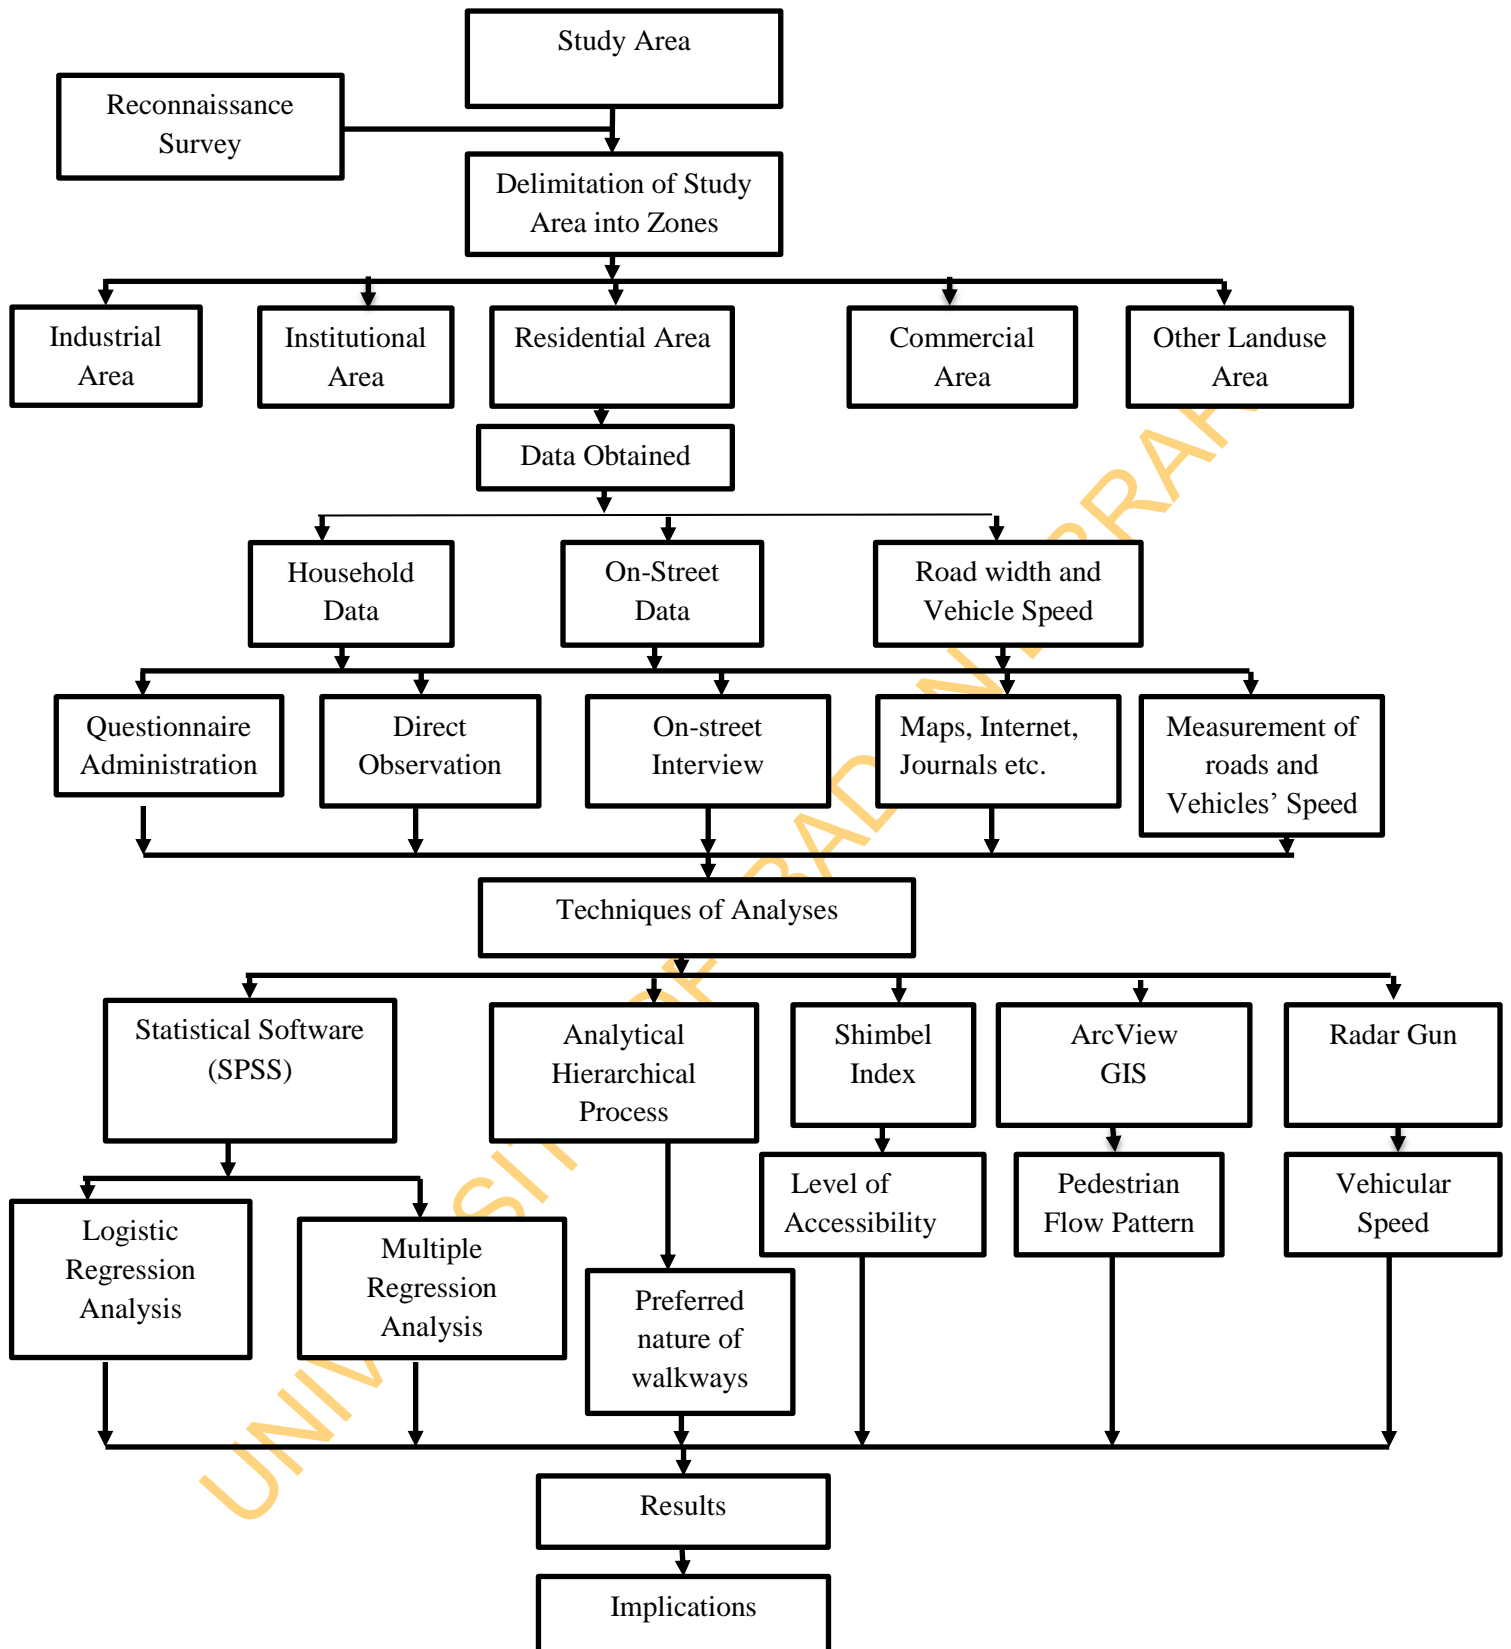 Study Area
Reconnaissance
Survey
Delimitation of Study
Area into Zones
Industrial
Area
Institutional
Area
Residential Area
Commercial
Area
Other Landuse
Area
Data Obtained
Household
Data
On-Street
Data
Road width and
Vehicle Speed
Questionnaire
Administration
Direct
Observation
On-street
Interview
Maps, Internet,
Journals etc.
Measurement of
roads and
Vehicles’ Speed
Techniques of Analyses
Statistical Software
(SPSS)
Analytical
Hierarchical
Process
Shimbel
Index
ArcView
GIS
Radar Gun
Logistic
Regression
Analysis
Multiple
Regression
Analysis
Preferred
nature of
walkways
Level of
Accessibility
Pedestrian
Flow Pattern
Vehicular
Speed
Results
Implications